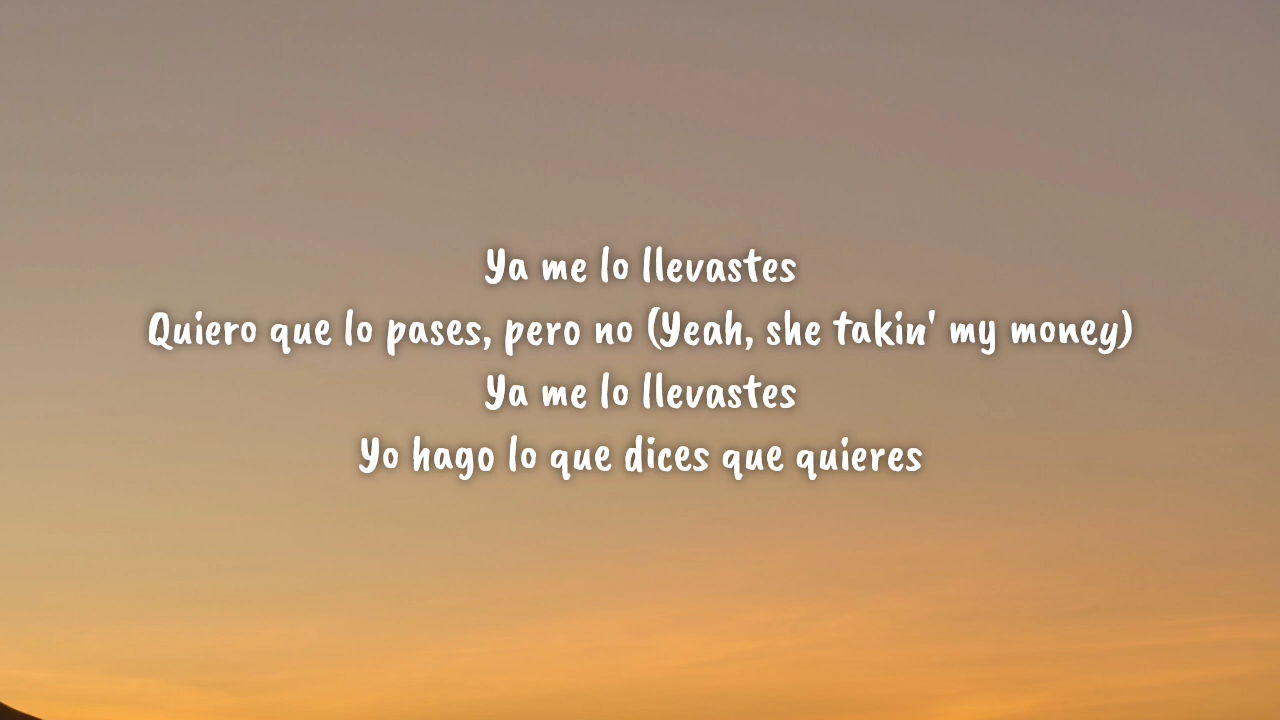 Ya me lo llevastes
Quiero que lo pases, pero no (Yeah, she takin' my money)
Ya me lo llevastes
Yo hago lo que dices que quieres